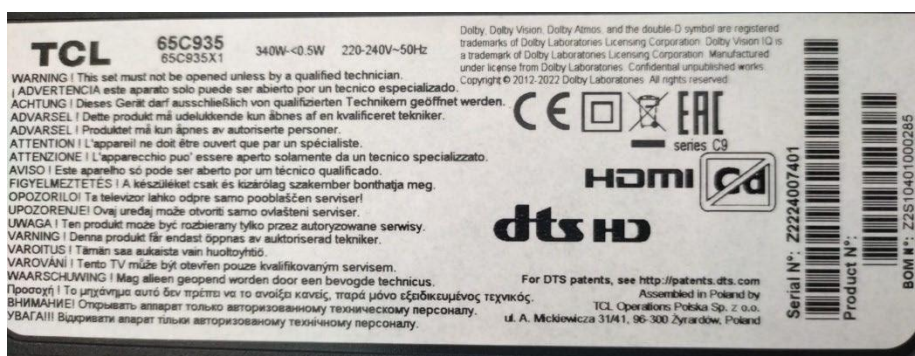 TCL
65C935
65C935X1
340W-<0.5W 220-240V~50Hz
Dolby, Dolby Vision, Dolby Atmos, and the double-D symbol are registered
trademarks of Dolby Laboratories Licensing Corporation. Dolby Vision IQ is
a trademark of Dolby Laboratories Licensing Corporation. Manufactured
under license from Dolby Laboratories. Confidential unpublished works.
Copyright © 2012-2022 Dolby Laboratories. All rights reserved.
WARNING ! This set must not be opened unless by a qualified technician.
¡ ADVERTENCIA este aparato solo puede ser abierto por un tecnico especializado.
ACHTUNG ! Dieses Gerät darf ausschließlich von qualifizierten Technikern geöffnet werden.
ADVARSEL ! Dette produkt må udelukkende kun åbnes af en kvalificeret tekniker.
ADVARSEL ! Produktet må kun åpnes av autoriserte personer.
ATTENTION ! L'appareil ne doit être ouvert que par un spécialiste.
ATTENZIONE ! L'apparecchio puo' essere aperto solamente da un tecnico specializzato.
AVISO ! Este aparelho só pode ser aberto por um técnico qualificado.
FIGYELMEZTETÉS ! A készüléket csak és kizárólag szakember bonthatja meg.
OPOZORILO! Ta televizor lahko odpre samo pooblaščen serviser!
UPOZORENJE! Ovaj uređaj može otvoriti samo ovlašteni serviser.
UWAGA ! Ten produkt może być rozbierany tylko przez autoryzowane serwisy.
VARNING ! Denna produkt får endast öppnas av auktoriserad tekniker.
VAROITUS ! Tämän saa aukaista vain huoltoyhtiö.
VAROVÁNÍ ! Tento TV může být otevřen pouze kvalifikovaným servisem.
WAARSCHUWING ! Mag alleen geopend worden door een bevogde technicus.
Προσοχή ! Το μηχάνημα αυτό δεν πρέπει να το ανοίξει κανείς, παρά μόνο εξειδικευμένος τεχνικός.
ВНИМАНИЕ! Открывать аппарат только авторизованному техническому персоналу.
УВАГА!!! Відкривати апарат тільки авторизованому технічному персоналу.
CE
EAC
series C9
HDMI
Cd
dts HD
For DTS patents, see http://patents.dts.com
Assembled in Poland by
TCL Operations Polska Sp. z o.o.
ul. A. Mickiewicza 31/41, 96-300 Żyrardów, Poland
Serial N°: Z2224007401
Product N°:
BOM N°: Z2510401000285